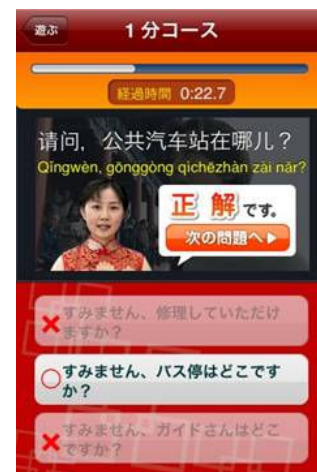 遊ぶ
1分コース
経過時間 0:22.7
请问，公共汽车站在哪儿？
Qǐngwèn, gōnggòng qìchēzhàn zài nǎr?
正解です。
次の問題へ▶
すみません、修理していただけ
ますか？
すみません、バス停はどこです
か？
すみません、ガイドさんはどこ
ですか？